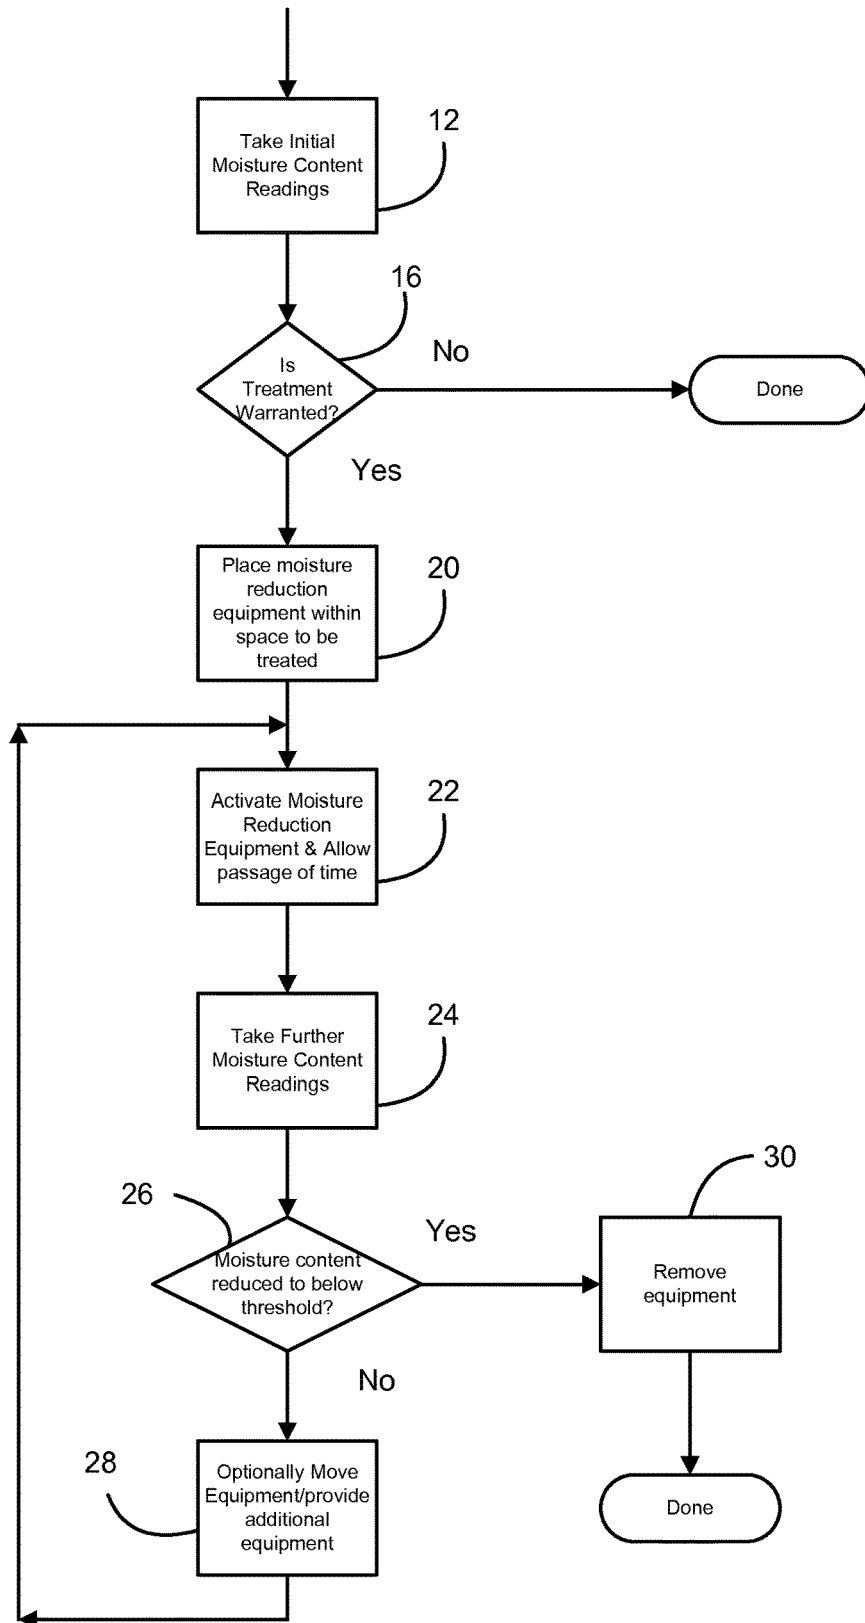 Take Initial
Moisture Content
Readings
12
16
Is
Treatment
Warranted?
No
Done
Yes
Place moisture
reduction
equipment within
space to be
treated
20
Activate Moisture
Reduction
Equipment & Allow
passage of time
22
Take Further
Moisture Content
Readings
24
26
Moisture content
reduced to below
threshold?
Yes
30
Remove
equipment
No
28
Optionally Move
Equipment/provide
additional
equipment
Done